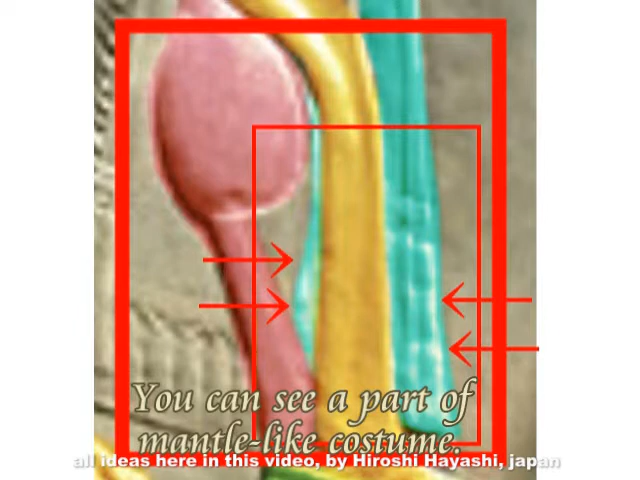 You can see a part of
mantle-like costume.
all ideas here in this video, by Hiroshi Hayashi, japan